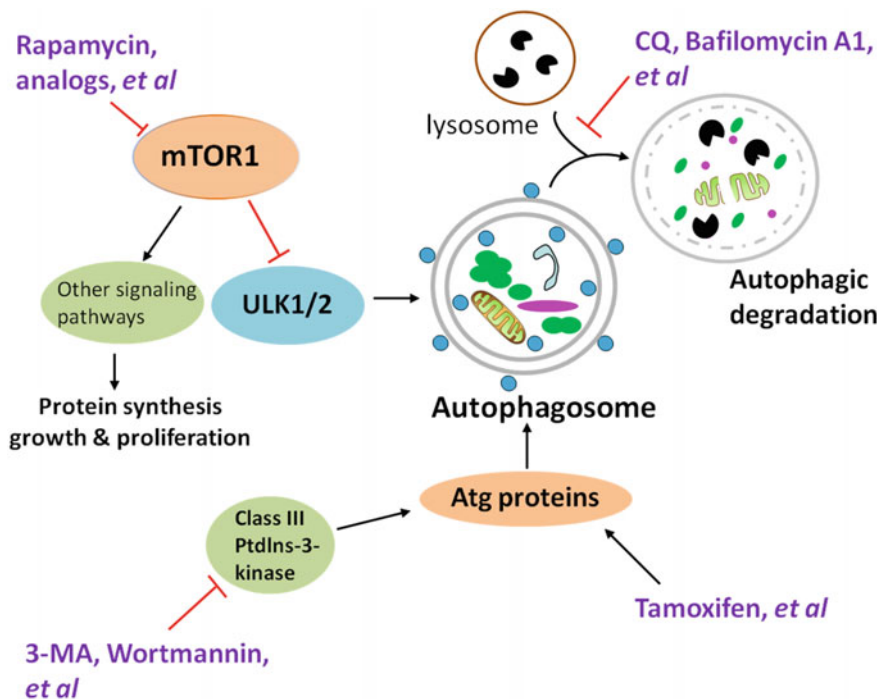 Rapamycin,
analogs, et al
mTOR1
Other signaling
pathways
ULK1/2
Protein synthesis
growth & proliferation
lysosome
CQ, Bafilomycin A1,
et al
Autophagic
degradation
Autophagosome
Atg proteins
Class III
PtdIns-3-
kinase
3-MA, Wortmannin,
et al
Tamoxifen, et al